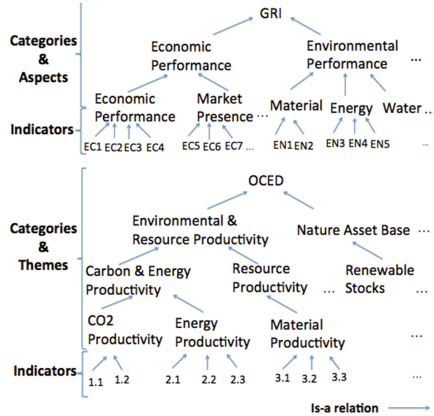 GRI
Categories
&
Aspects
Economic
Performance
Environmental
Performance
...
Economic
Performance
Market
Presence
...
Material
Energy
Water
...
Indicators
EC1
EC2
EC3
EC4
EC5
EC6
EC7
...
EN1
EN2
EN3
EN4
EN5
...
OCED
Categories
&
Themes
Environmental &
Resource Productivity
Nature Asset Base
...
Carbon & Energy
Productivity
Resource
Productivity
...
Renewable
Stocks
...
CO2
Productivity
Energy
Productivity
Material
Productivity
...
Indicators
1.1
1.2
2.1
2.2
2.3
3.1
3.2
3.3
...
Is-a relation